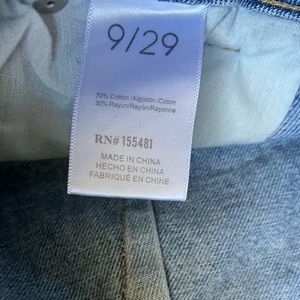 9/29
70% Cotton/Algodón/Coton
30% Rayon/Rayón/Rayonne
RN# 155481
MADE IN CHINA
HECHO EN CHINA
FABRIQUÉ EN CHINE